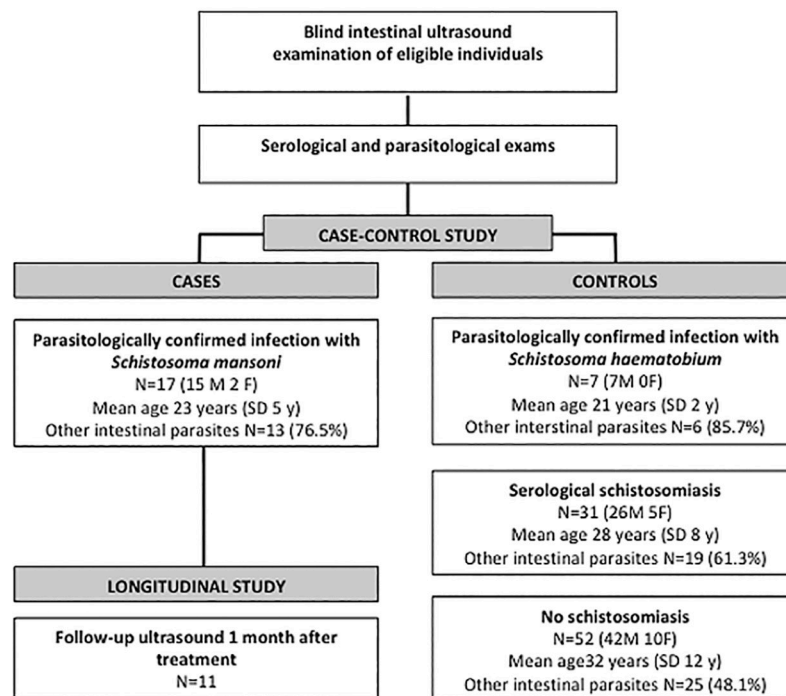 Blind intestinal ultrasound
examination of eligible individuals
Serological and parasitological exams
CASE-CONTROL STUDY
CASES
Parasitologically confirmed infection with
Schistosoma mansoni
N=17 (15 M 2 F)
Mean age 23 years (SD 5 y)
Other intestinal parasites N=13 (76.5%)
LONGITUDINAL STUDY
Follow-up ultrasound 1 month after
treatment
N=11
CONTROLS
Parasitologically confirmed infection with
Schistosoma haematobium
N=7 (7M 0F)
Mean age 21 years (SD 2 y)
Other interstinal parasites N=6 (85.7%)
Serological schistosomiasis
N=31 (26M 5F)
Mean age 28 years (SD 8 y)
Other intestinal parasites N=19 (61.3%)
No schistosomiasis
N=52 (42M 10F)
Mean age32 years (SD 12 y)
Other intestinal parasites N=25 (48.1%)